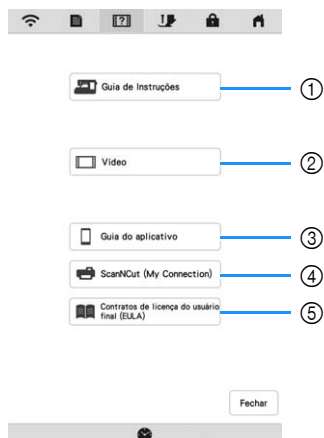 Guia de Instruções
①
Vídeo
②
Guia do aplicativo
③
ScanNCut (My Connection)
④
Contratos de licença do usuário
final (EULA)
⑤
Fechar